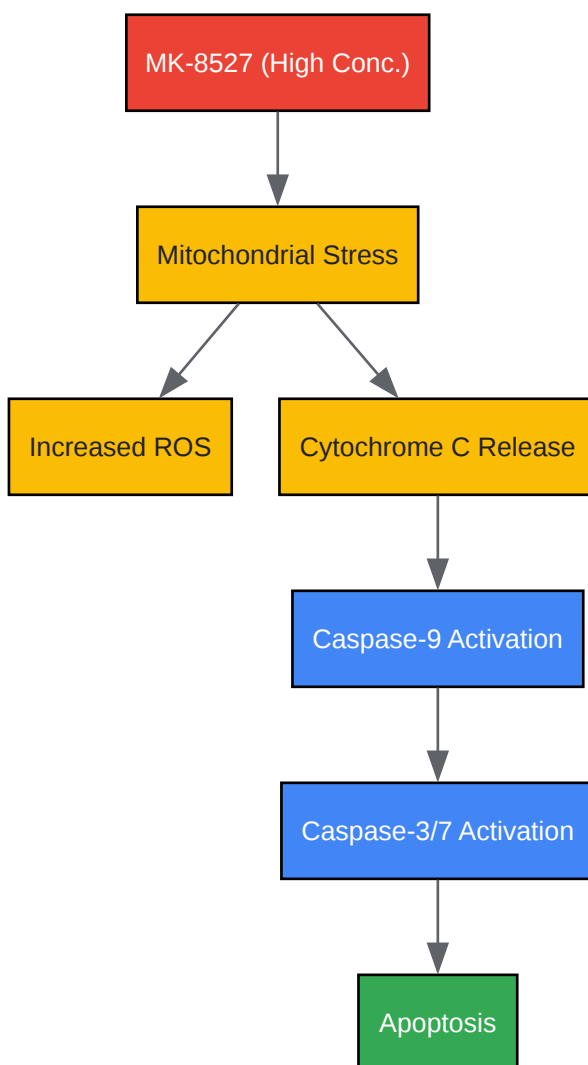 MK-8527 (High Conc.)
Mitochondrial Stress
Increased ROS
Cytochrome C Release
Caspase-9 Activation
Caspase-3/7 Activation
Apoptosis